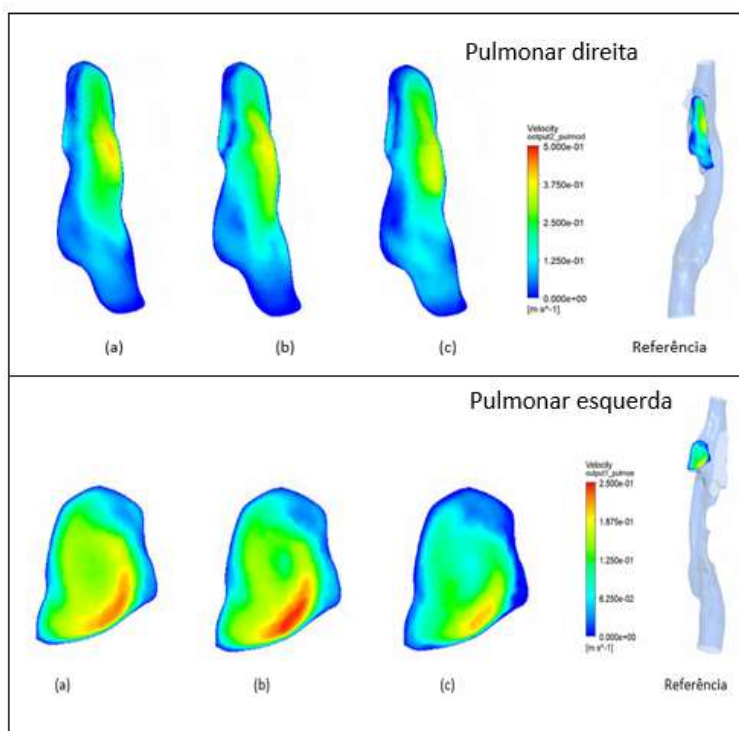 Pulmonar direita
Velocity
output2_pulmod
5.000e-01
3.750e-01
2.500e-01
1.250e-01
0.000e+00
[m s^-1]
(a)
(b)
(c)
Referência
Pulmonar esquerda
Velocity
output1_pulmoe
2.500e-01
1.875e-01
1.250e-01
6.250e-02
0.000e+00
[m s^-1]
(a)
(b)
(c)
Referência